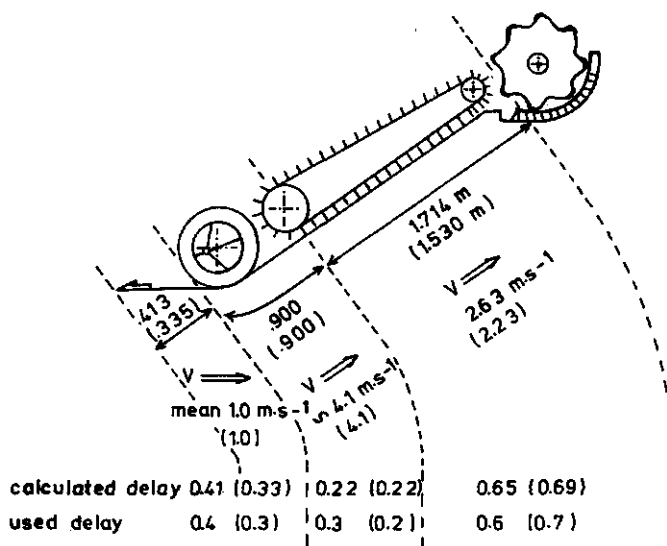 1.714 m
(1.530 m)
V
2.63 m·s-1
(2.23)
.413
(.335)
.900
(.900)
V
mean 1.0 m·s-1
(1.0)
V
∽ 4.1 m·s-1
(4.1)
calculated delay 0.41 (0.33) 0.22 (0.22) 0.65 (0.69)
used delay 0.4 (0.3) 0.3 (0.2) 0.6 (0.7)